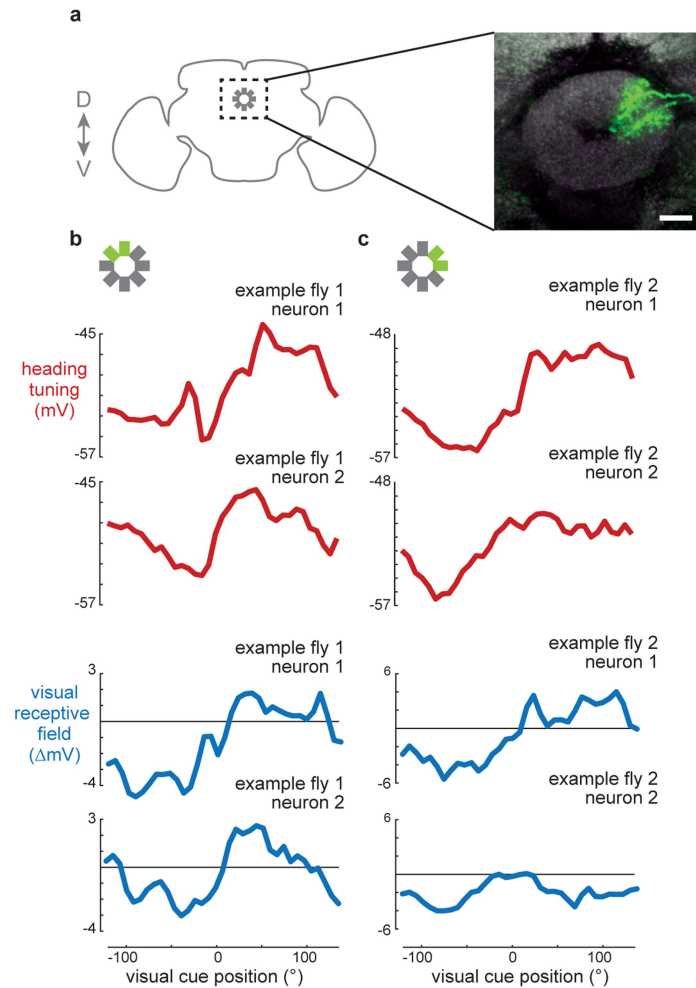 a
D
V
b
c
example fly 1
neuron 1
example fly 2
neuron 1
heading
tuning
(mV)
-45
-57
-48
-57
example fly 1
neuron 2
example fly 2
neuron 2
-45
-57
-48
-57
example fly 1
neuron 1
example fly 2
neuron 1
visual
receptive
field
(ΔmV)
3
-4
6
-6
example fly 1
neuron 2
example fly 2
neuron 2
3
-4
6
-6
-100 0 100
-100 0 100
visual cue position (°)
visual cue position (°)